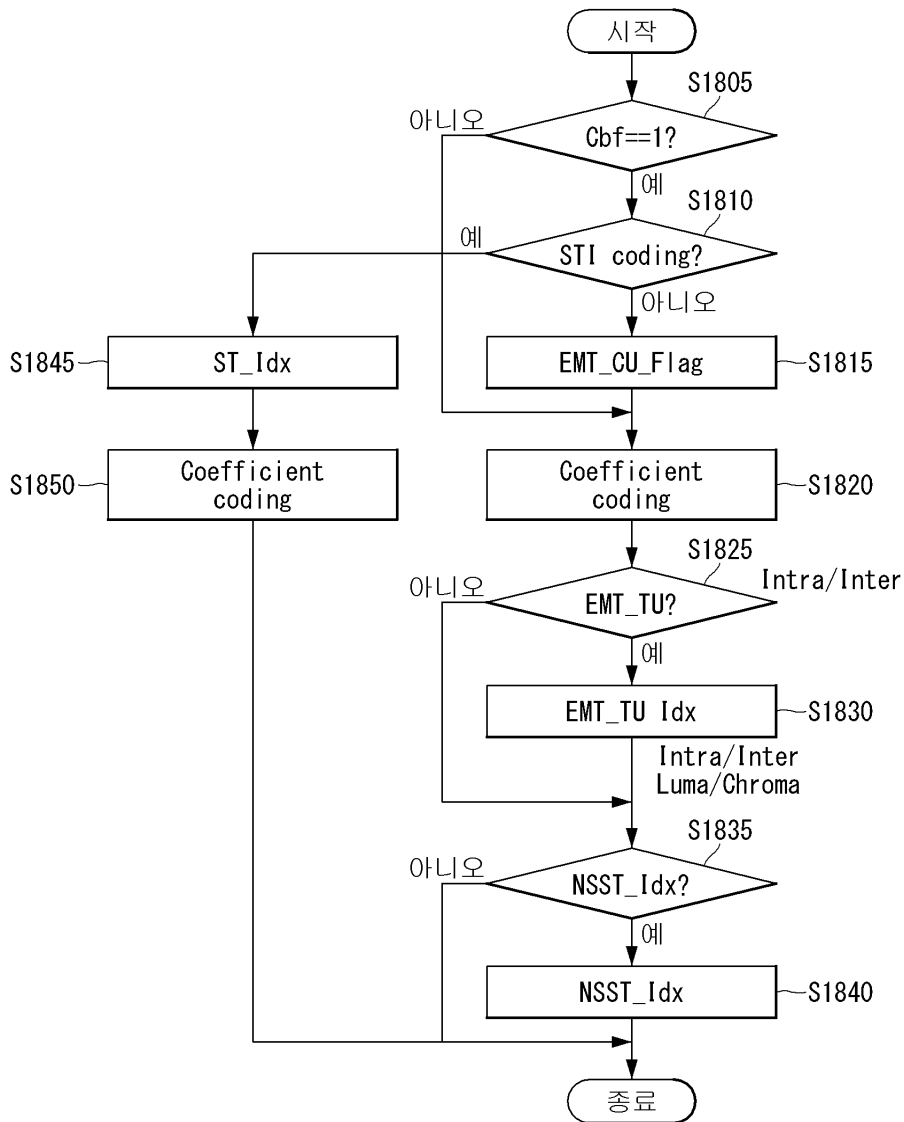 시작
S1805
아니오
Cbf==1?
예
S1810
예
STI coding?
아니오
S1845
ST_Idx
EMT_CU_Flag
S1815
S1850
Coefficient
coding
Coefficient
coding
S1820
S1825
아니오
Intra/Inter
EMT_TU?
예
EMT_TU Idx
S1830
Intra/Inter
Luma/Chroma
S1835
아니오
NSST_Idx?
예
NSST_Idx
S1840
종료